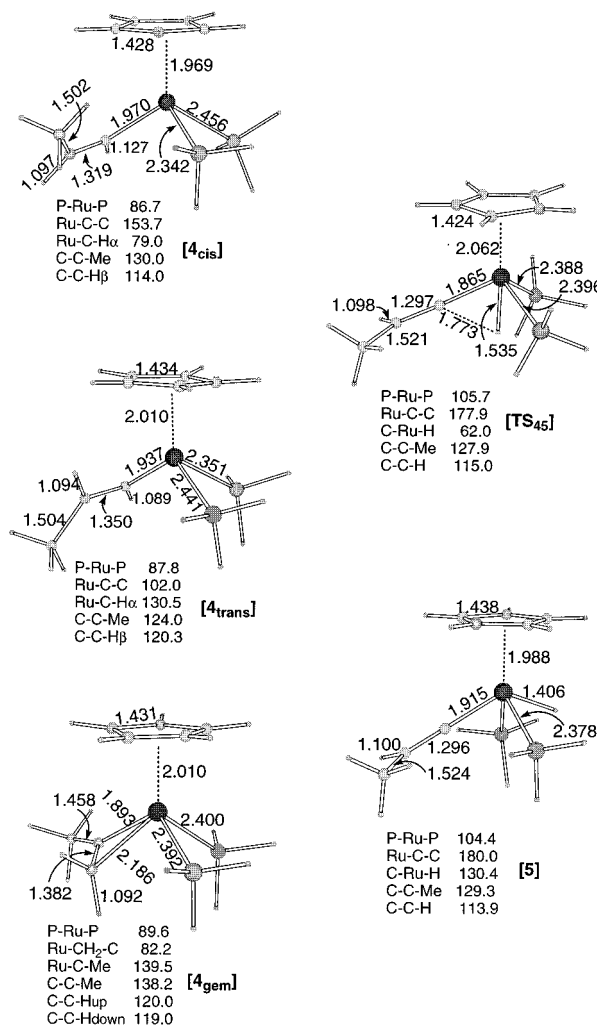 1.428
1.969
1.502
1.970
2.456
1.127
2.342
1.097
1.319
P-Ru-P 86.7
Ru-C-C 153.7
Ru-C-Hα 79.0
C-C-Me 130.0
C-C-Hβ 114.0
[4cis]
1.424
2.062
1.865
2.388
2.396
1.098
1.297
1.773
1.521
1.535
P-Ru-P 105.7
Ru-C-C 177.9
C-Ru-H 62.0
C-C-Me 127.9
C-C-H 115.0
[TS45]
1.434
2.010
1.937
2.351
1.094
1.089
2.441
1.504
1.350
P-Ru-P 87.8
Ru-C-C 102.0
Ru-C-Hα 130.5
C-C-Me 124.0
C-C-Hβ 120.3
[4trans]
1.438
1.988
1.915
1.406
2.378
1.100
1.296
1.524
P-Ru-P 104.4
Ru-C-C 180.0
C-Ru-H 130.4
C-C-Me 129.3
C-C-H 113.9
[5]
1.431
2.010
1.458
1.893
2.400
2.392
2.186
1.382
1.092
P-Ru-P 89.6
Ru-CH2-C 82.2
Ru-C-Me 139.5
C-C-Me 138.2
C-C-Hup 120.0
C-C-Hdown 119.0
[4gem]